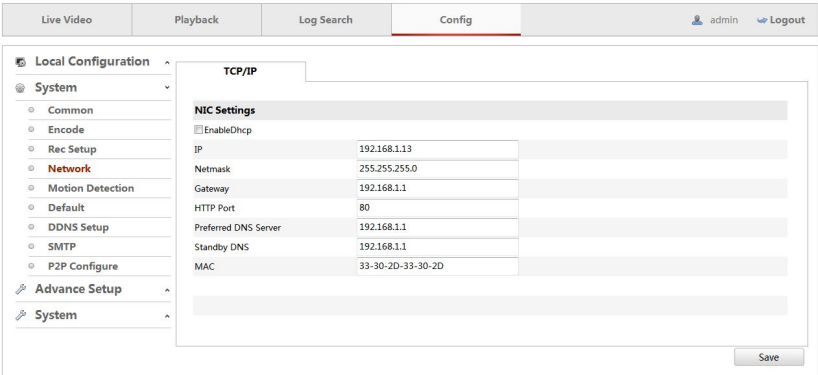 Live Video Playback Log Search Config admin Logout
Local Configuration
System
Common
Encode
Rec Setup
Network
Motion Detection
Default
DDNS Setup
SMTP
P2P Configure
Advance Setup
System
TCP/IP
NIC Settings
EnableDhcp
IP 192.168.1.13
Netmask 255.255.255.0
Gateway 192.168.1.1
HTTP Port 80
Preferred DNS Server 192.168.1.1
Standby DNS 192.168.1.1
MAC 33-30-2D-33-30-2D
Save